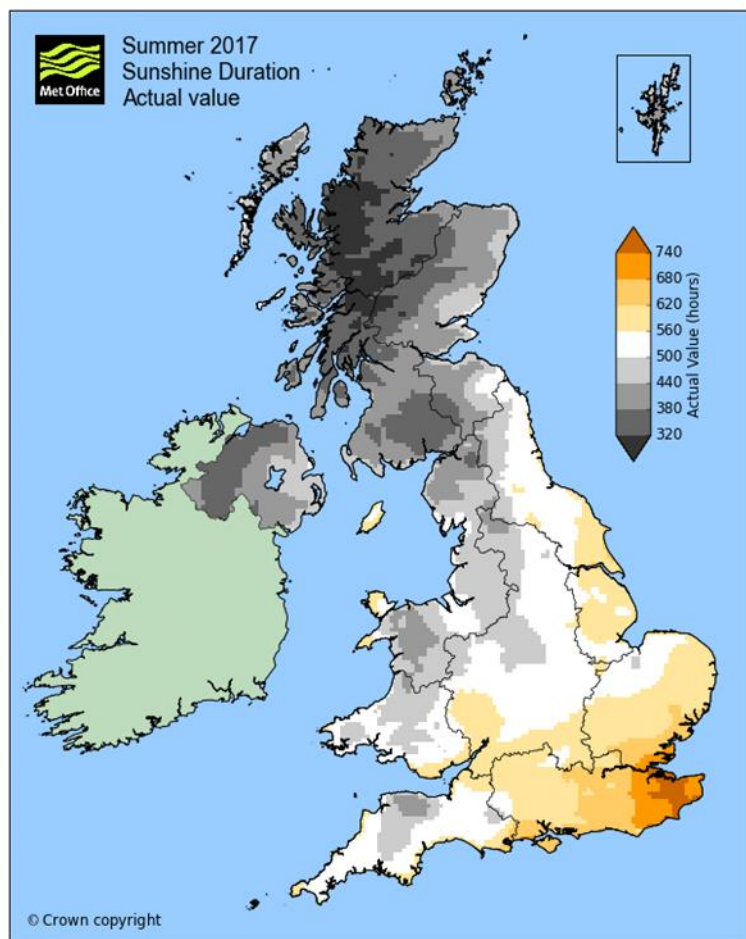 Summer 2017
Sunshine Duration
Actual value
Met Office
740
680
620
560
500
440
380
320
Actual Value (hours)
© Crown copyright